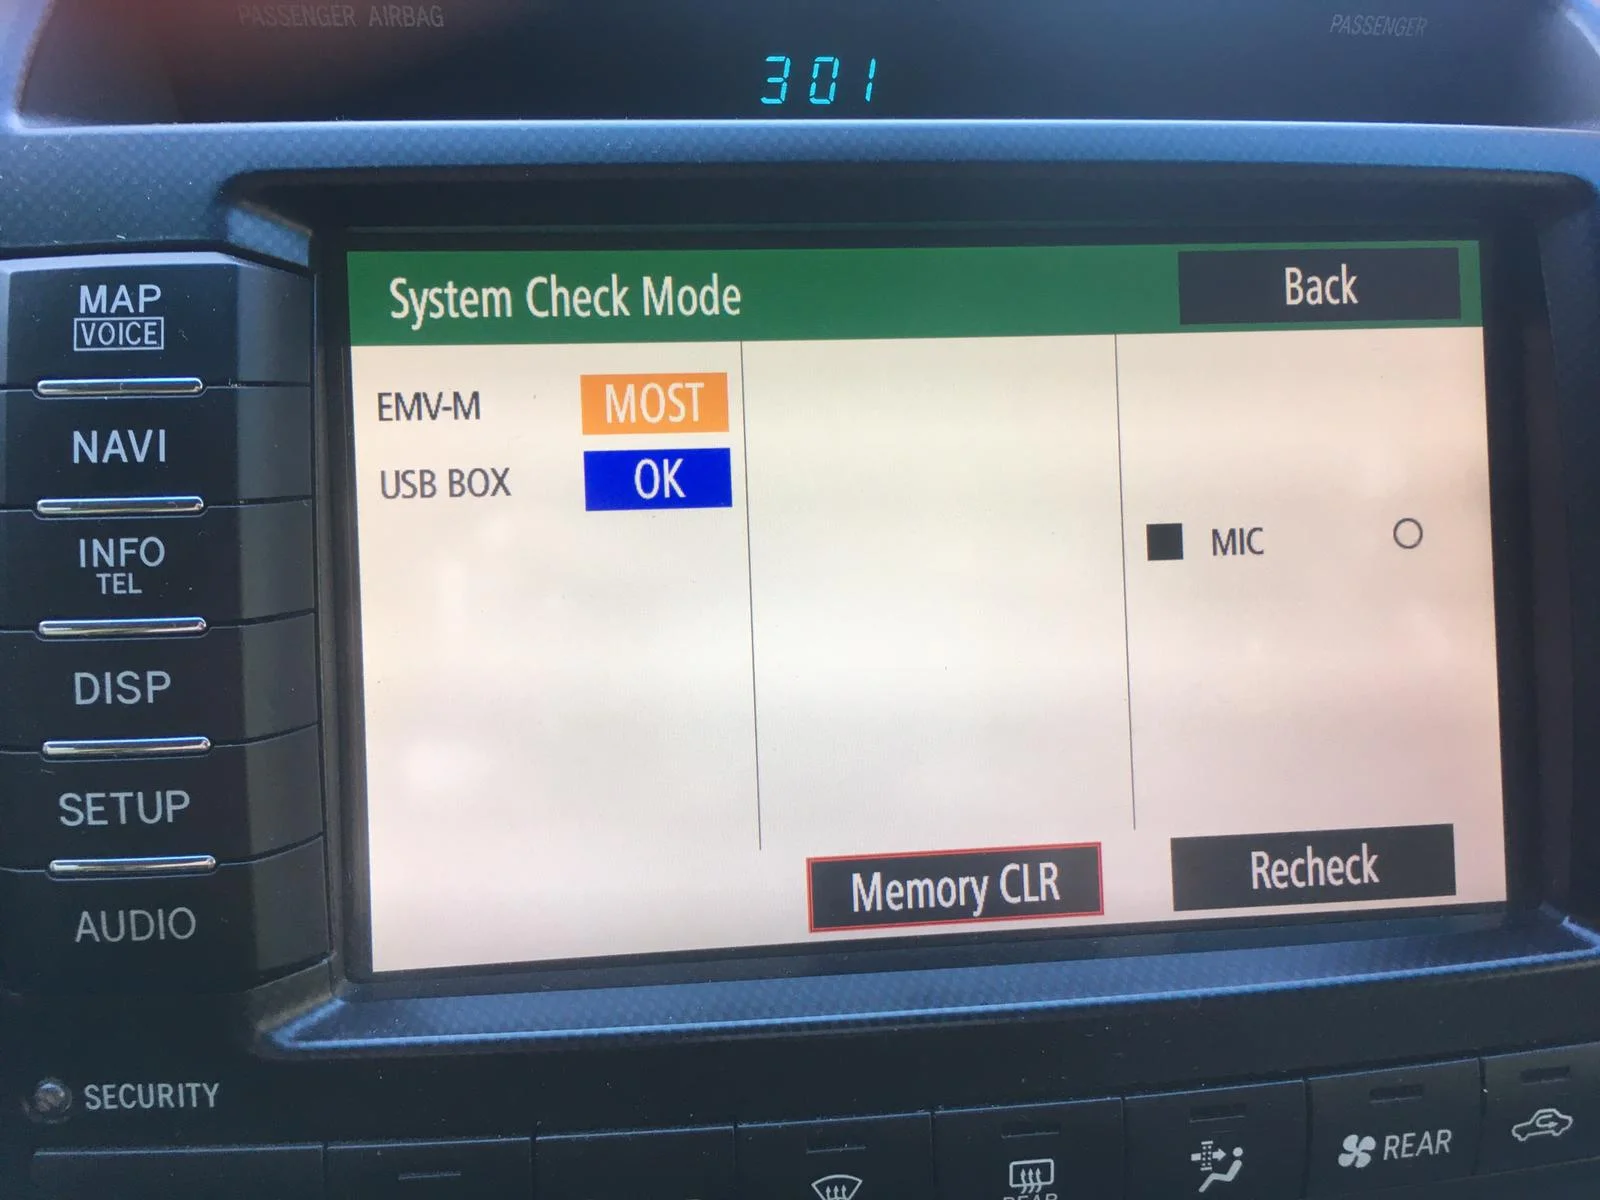 PASSENGER AIRBAG
PASSENGER
301
MAP
VOICE
NAVI
INFO
TEL
DISP
SETUP
AUDIO
System Check Mode
Back
EMV-M MOST
USB BOX OK
MIC
Memory CLR
Recheck
SECURITY
REAR
REAR